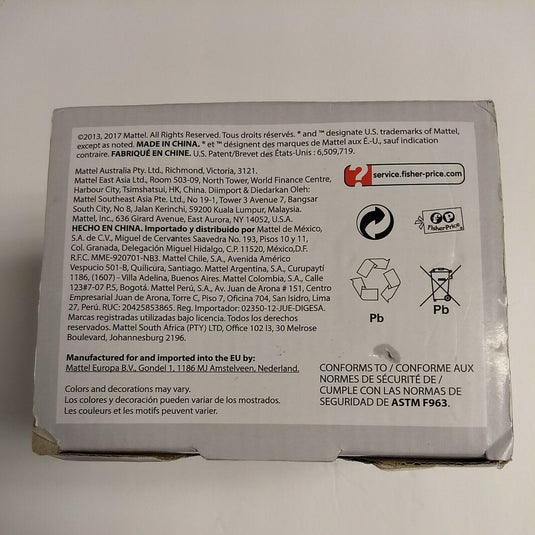 ©2013, 2017 Mattel. All Rights Reserved. Tous droits réservés. ® and ™ designate U.S. trademarks of Mattel,
except as noted. MADE IN CHINA. ® et ™ désignent des marques de Mattel aux É.-U., sauf indication
contraire. FABRIQUÉ EN CHINE. U.S. Patent/Brevet des États-Unis : 6,509,719.
Mattel Australia Pty. Ltd., Richmond, Victoria, 3121.
Mattel East Asia Ltd., Room 503-09, North Tower, World Finance Centre,
Harbour City, Tsimshatsui, HK, China. Diimport & Diedarkan Oleh:
Mattel Southeast Asia Pte. Ltd., No 19-1, Tower 3 Avenue 7, Bangsar
South City, No 8, Jalan Kerinchi, 59200 Kuala Lumpur, Malaysia.
Mattel, Inc., 636 Girard Avenue, East Aurora, NY 14052, U.S.A.
HECHO EN CHINA. Importado y distribuido por Mattel de México,
S.A. de C.V., Miguel de Cervantes Saavedra No. 193, Pisos 10 y 11,
Col. Granada, Delegación Miguel Hidalgo, C.P. 11520, México, D.F.
R.F.C. MME-920701-NB3. Mattel Chile, S.A., Avenida Américo
Vespucio 501-B, Quilicura, Santiago. Mattel Argentina, S.A., Curupaytí
1186, (1607) - Villa Adelina, Buenos Aires. Mattel Colombia, S.A., Calle
123#7-07 P.5, Bogotá. Mattel Perú, S.A., Av. Juan de Arona # 151, Centro
Empresarial Juan de Arona, Torre C, Piso 7, Oficina 704, San Isidro, Lima
27, Perú. RUC: 20425853865. Reg. Importador: 02350-12-JUE-DIGESA.
Marcas registradas utilizadas bajo licencia. Todos los derechos
reservados. Mattel South Africa (PTY) LTD, Office 102 I3, 30 Melrose
Boulevard, Johannesburg 2196.
Manufactured for and imported into the EU by:
Mattel Europa B.V., Gondel 1, 1186 MJ Amstelveen, Nederland.
Colors and decorations may vary.
Los colores y decoración pueden variar de los mostrados.
Les couleurs et les motifs peuvent varier.
? service.fisher-price.com
Fisher-Price
Pb
Pb
CONFORMS TO / CONFORME AUX
NORMES DE SÉCURITÉ DE /
CUMPLE CON LAS NORMAS DE
SEGURIDAD DE ASTM F963.